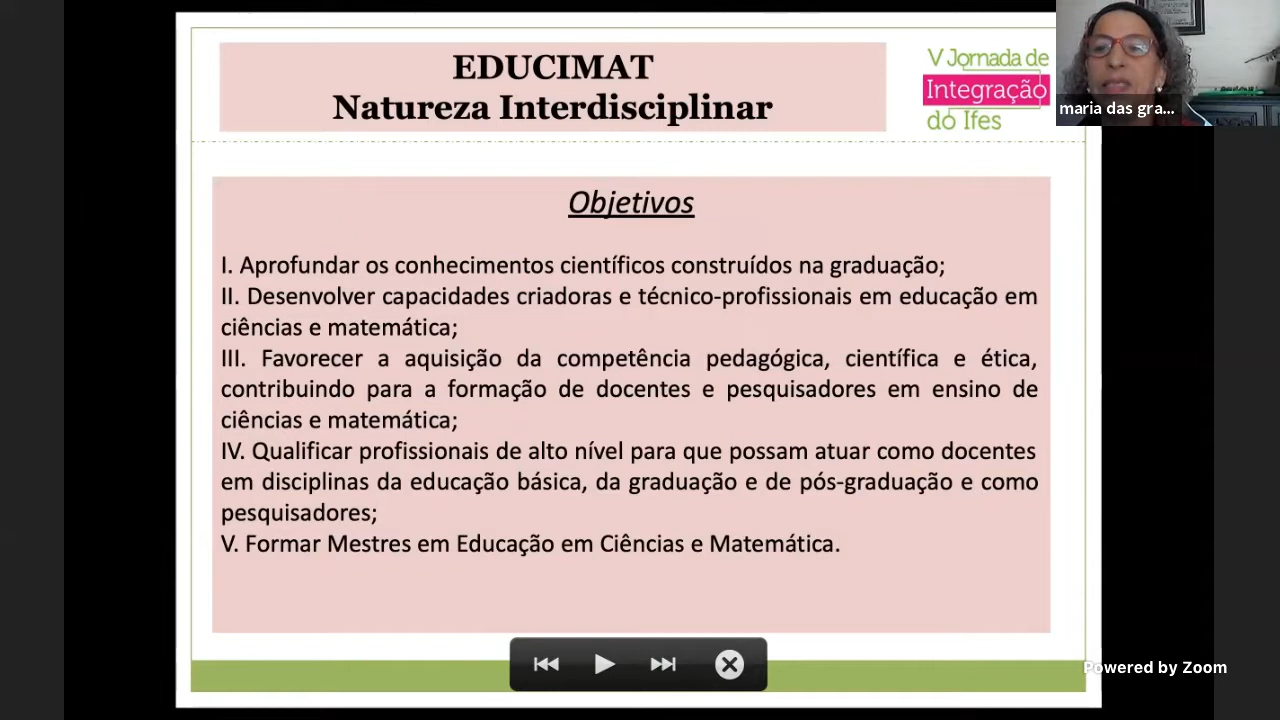 EDUCIMAT
Natureza Interdisciplinar
V Jornada de
Integração
do Ifes
maria das gra...
Objetivos
I. Aprofundar os conhecimentos científicos construídos na graduação;
II. Desenvolver capacidades criadoras e técnico-profissionais em educação em
ciências e matemática;
III. Favorecer a aquisição da competência pedagógica, científica e ética,
contribuindo para a formação de docentes e pesquisadores em ensino de
ciências e matemática;
IV. Qualificar profissionais de alto nível para que possam atuar como docentes
em disciplinas da educação básica, da graduação e de pós-graduação e como
pesquisadores;
V. Formar Mestres em Educação em Ciências e Matemática.
Powered by Zoom